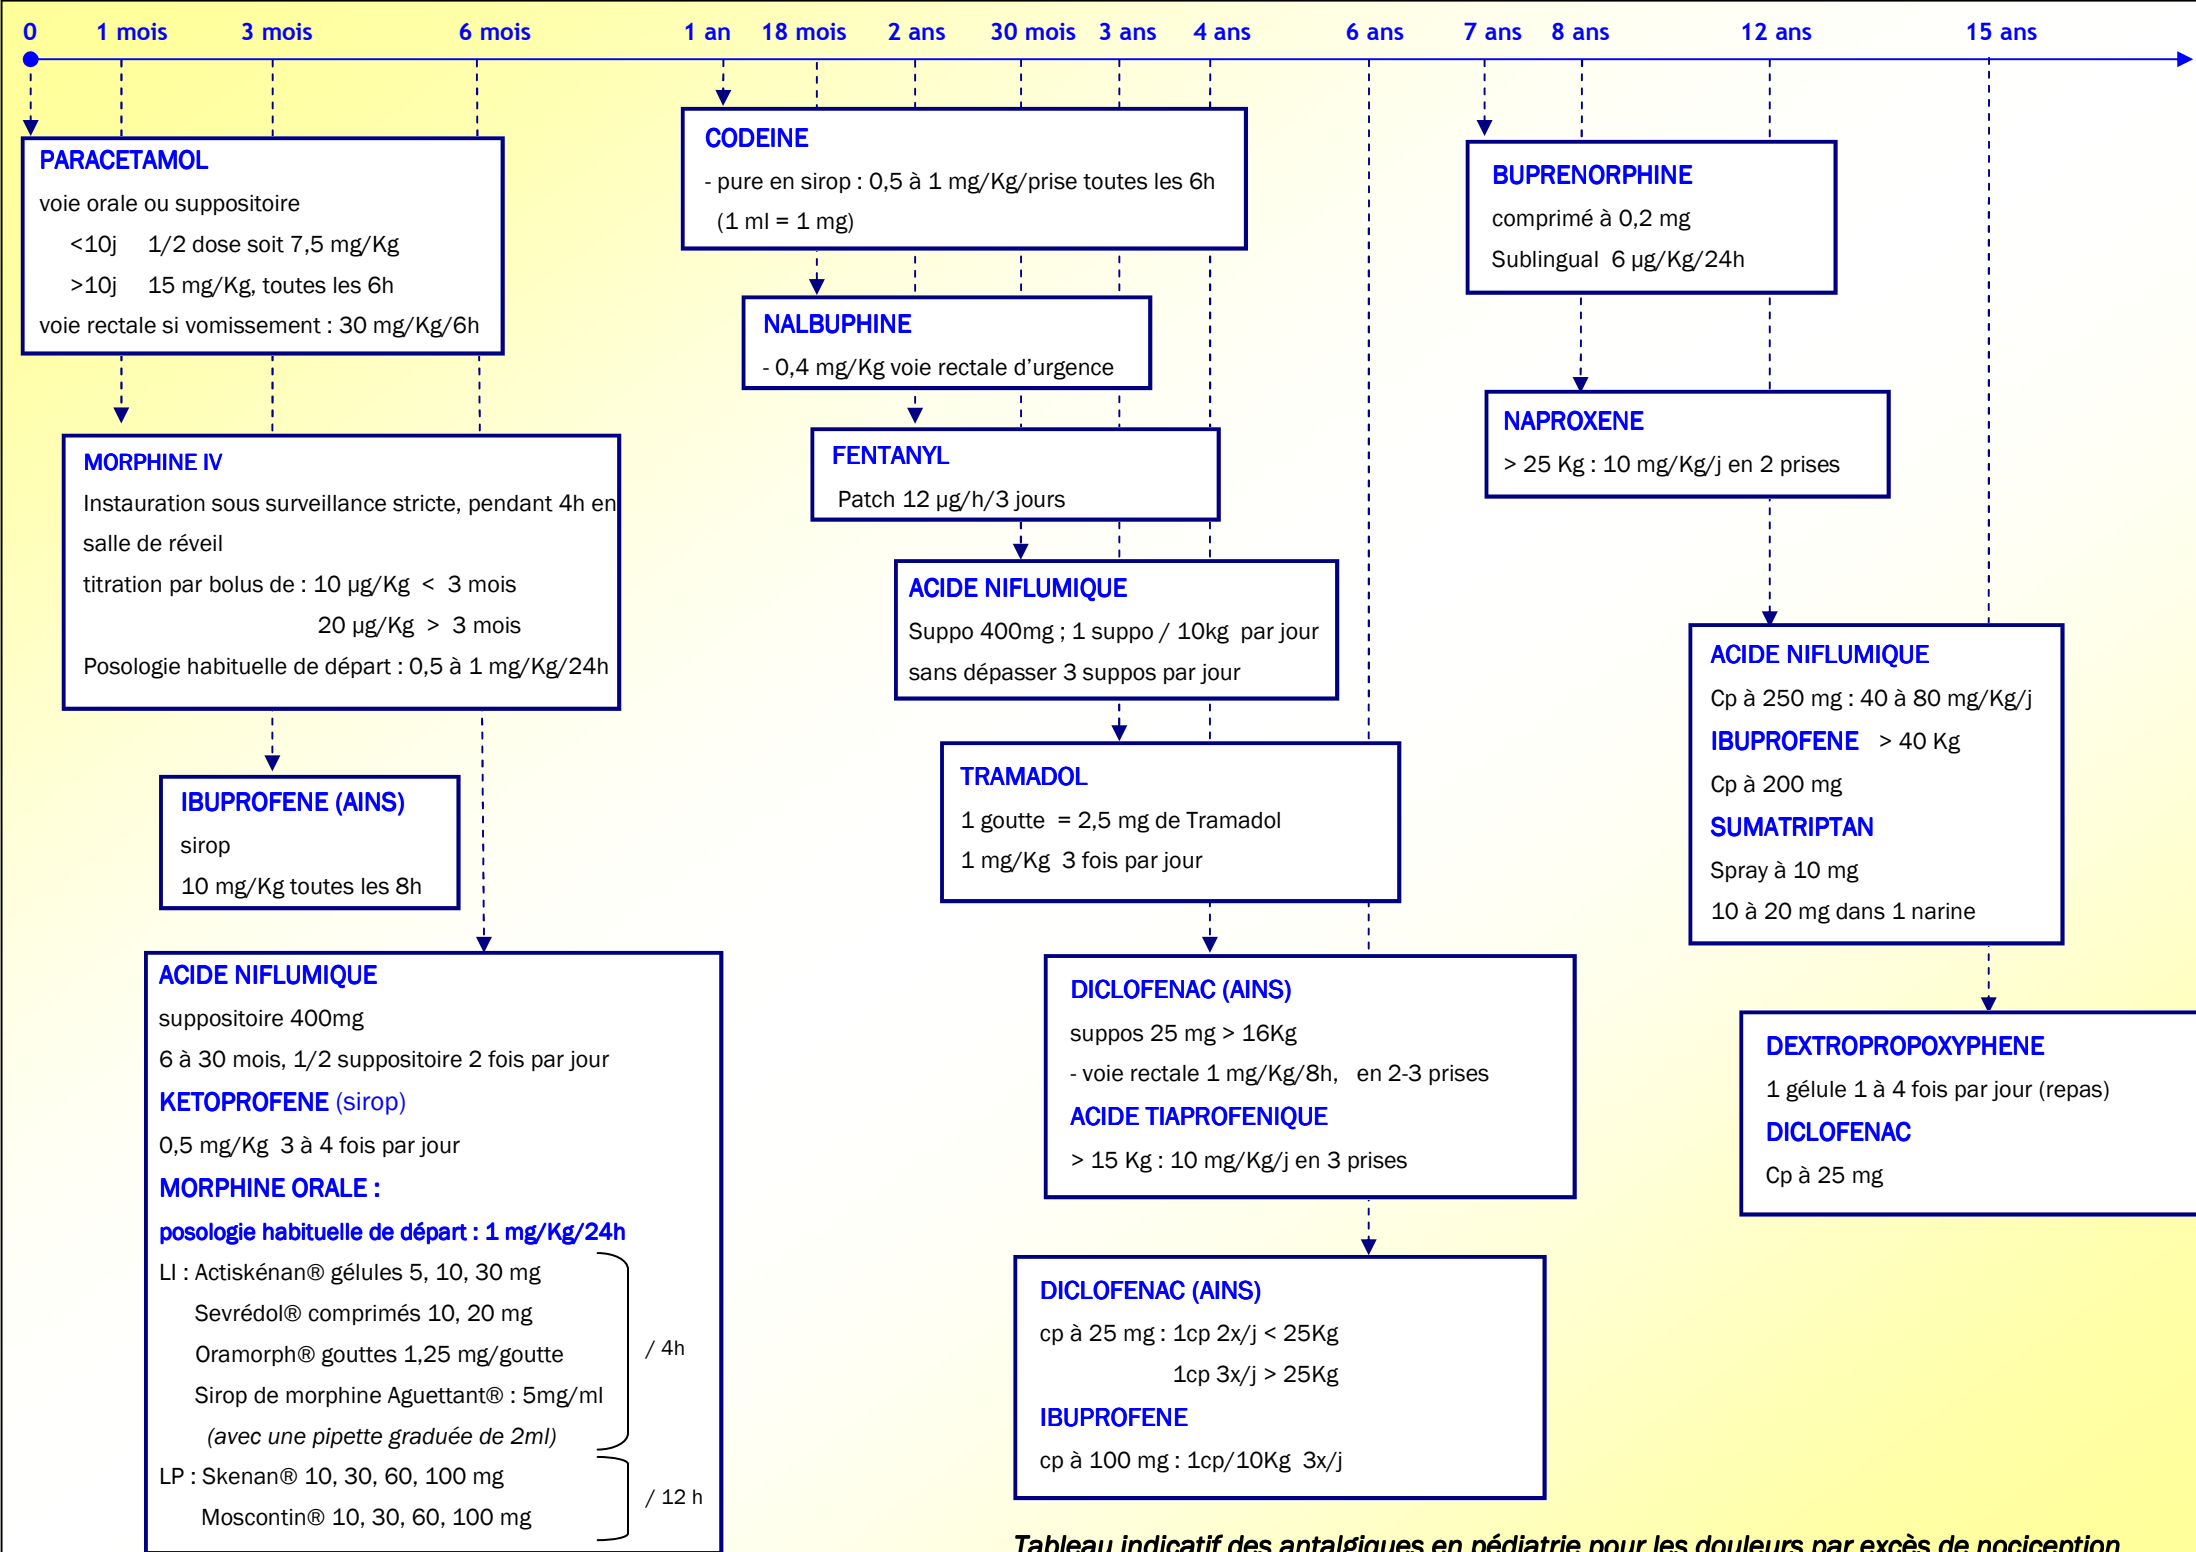 0 1 mois 3 mois 6 mois 1 an 18 mois 2 ans 30 mois 3 ans 4 ans 6 ans 7 ans 8 ans 12 ans 15 ans
PARACETAMOL
voie orale ou suppositoire
<10j 1/2 dose soit 7,5 mg/Kg
>10j 15 mg/Kg, toutes les 6h
voie rectale si vomissement : 30 mg/Kg/6h
MORPHINE IV
Instauration sous surveillance stricte, pendant 4h en
salle de réveil
titration par bolus de : 10 µg/Kg < 3 mois
20 µg/Kg > 3 mois
Posologie habituelle de départ : 0,5 à 1 mg/Kg/24h
IBUPROFENE (AINS)
sirop
10 mg/Kg toutes les 8h
ACIDE NIFLUMIQUE
suppositoire 400mg
6 à 30 mois, 1/2 suppositoire 2 fois par jour
KETOPROFENE (sirop)
0,5 mg/Kg 3 à 4 fois par jour
MORPHINE ORALE :
posologie habituelle de départ : 1 mg/Kg/24h
LI : Actiskénan® gélules 5, 10, 30 mg
Sevrédol® comprimés 10, 20 mg
Oramorph® gouttes 1,25 mg/goutte
Sirop de morphine Aguettant® : 5mg/ml
(avec une pipette graduée de 2ml)
/ 4h
LP : Skenan® 10, 30, 60, 100 mg
Moscontin® 10, 30, 60, 100 mg
/ 12 h
CODEINE
- pure en sirop : 0,5 à 1 mg/Kg/prise toutes les 6h
(1 ml = 1 mg)
NALBUPHINE
- 0,4 mg/Kg voie rectale d’urgence
FENTANYL
Patch 12 µg/h/3 jours
ACIDE NIFLUMIQUE
Suppo 400mg ; 1 suppo / 10kg par jour
sans dépasser 3 suppos par jour
TRAMADOL
1 goutte = 2,5 mg de Tramadol
1 mg/Kg 3 fois par jour
DICLOFENAC (AINS)
suppos 25 mg > 16Kg
- voie rectale 1 mg/Kg/8h, en 2-3 prises
ACIDE TIAPROFENIQUE
> 15 Kg : 10 mg/Kg/j en 3 prises
DICLOFENAC (AINS)
cp à 25 mg : 1cp 2x/j < 25Kg
1cp 3x/j > 25Kg
IBUPROFENE
cp à 100 mg : 1cp/10Kg 3x/j
BUPRENORPHINE
comprimé à 0,2 mg
Sublingual 6 µg/Kg/24h
NAPROXENE
> 25 Kg : 10 mg/Kg/j en 2 prises
ACIDE NIFLUMIQUE
Cp à 250 mg : 40 à 80 mg/Kg/j
IBUPROFENE > 40 Kg
Cp à 200 mg
SUMATRIPTAN
Spray à 10 mg
10 à 20 mg dans 1 narine
DEXTROPROPOXYPHENE
1 gélule 1 à 4 fois par jour (repas)
DICLOFENAC
Cp à 25 mg
Tableau indicatif des antalgiques en pédiatrie pour les douleurs par excès de nociception